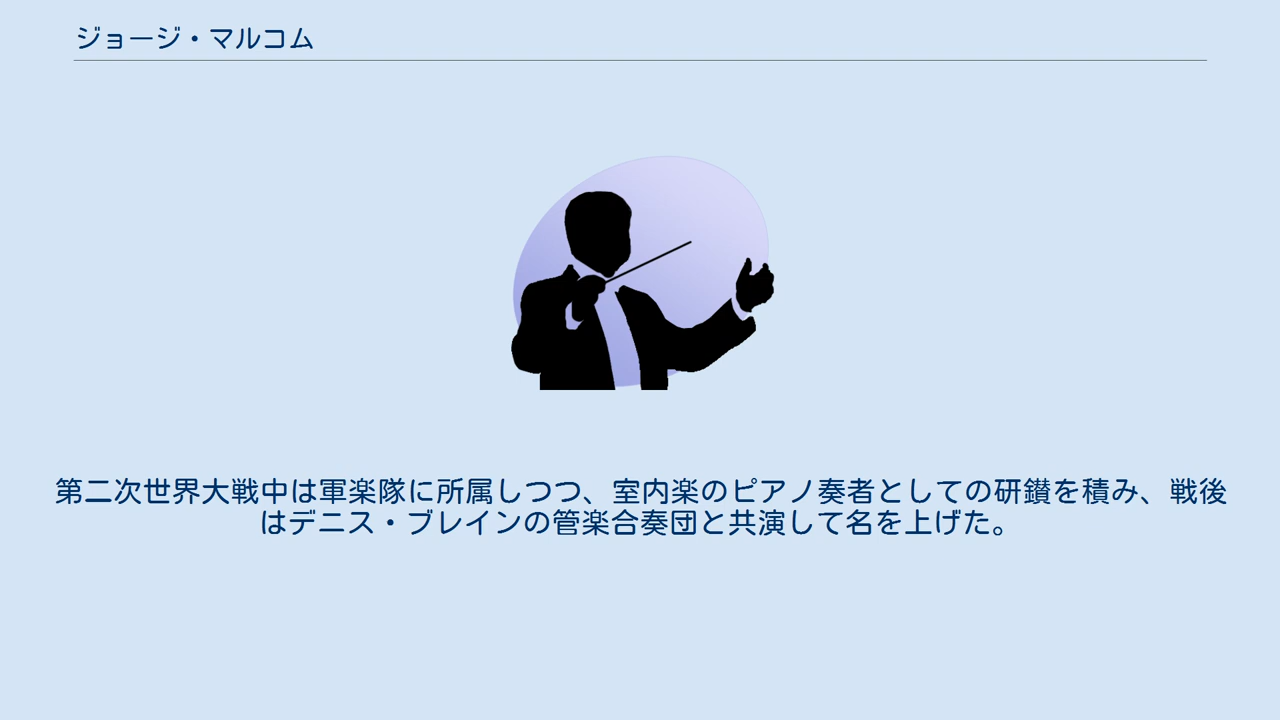 ジョージ・マルコム
第二次世界大戦中は軍楽隊に所属しつつ、室内楽のピアノ奏者としての研鑚を積み、戦後
はデニス・ブレインの管楽合奏団と共演して名を上げた。